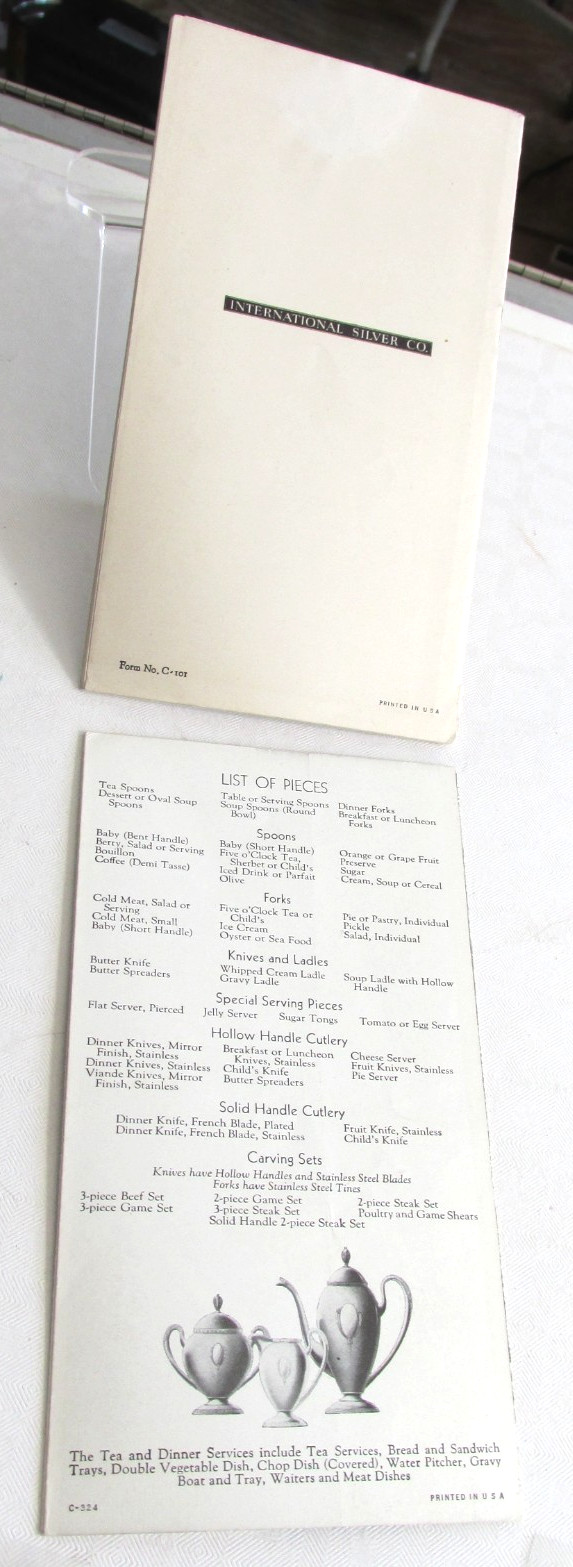 INTERNATIONAL SILVER CO.
Form No. C-101
PRINTED IN U S A
LIST OF PIECES
Tea Spoons
Dessert or Oval Soup
Spoons
Table or Serving Spoons
Soup Spoons (Round
Bowl)
Dinner Forks
Breakfast or Luncheon
Forks
Spoons
Baby (Bent Handle)
Berry, Salad or Serving
Bouillon
Coffee (Demi Tasse)
Baby (Short Handle)
Five o'Clock Tea,
Sherbet or Child's
Iced Drink or Parfait
Olive
Orange or Grape Fruit
Preserve
Sugar
Cream, Soup or Cereal
Forks
Cold Meat, Salad or
Serving
Cold Meat, Small
Baby (Short Handle)
Five o'Clock Tea or
Child's
Ice Cream
Oyster or Sea Food
Pie or Pastry, Individual
Pickle
Salad, Individual
Knives and Ladles
Butter Knife
Butter Spreaders
Whipped Cream Ladle
Gravy Ladle
Soup Ladle with Hollow
Handle
Special Serving Pieces
Flat Server, Pierced
Jelly Server
Sugar Tongs
Tomato or Egg Server
Hollow Handle Cutlery
Dinner Knives, Mirror
Finish, Stainless
Dinner Knives, Stainless
Viande Knives, Mirror
Finish, Stainless
Breakfast or Luncheon
Knives, Stainless
Child's Knife
Butter Spreaders
Cheese Server
Fruit Knives, Stainless
Pie Server
Solid Handle Cutlery
Dinner Knife, French Blade, Plated
Dinner Knife, French Blade, Stainless
Fruit Knife, Stainless
Child's Knife
Carving Sets
Knives have Hollow Handles and Stainless Steel Blades
Forks have Stainless Steel Tines
3-piece Beef Set
3-piece Game Set
2-piece Game Set
3-piece Steak Set
2-piece Steak Set
Poultry and Game Shears
Solid Handle 2-piece Steak Set
The Tea and Dinner Services include Tea Services, Bread and Sandwich
Trays, Double Vegetable Dish, Chop Dish (Covered), Water Pitcher, Gravy
Boat and Tray, Waiters and Meat Dishes
C-324
PRINTED IN U S A